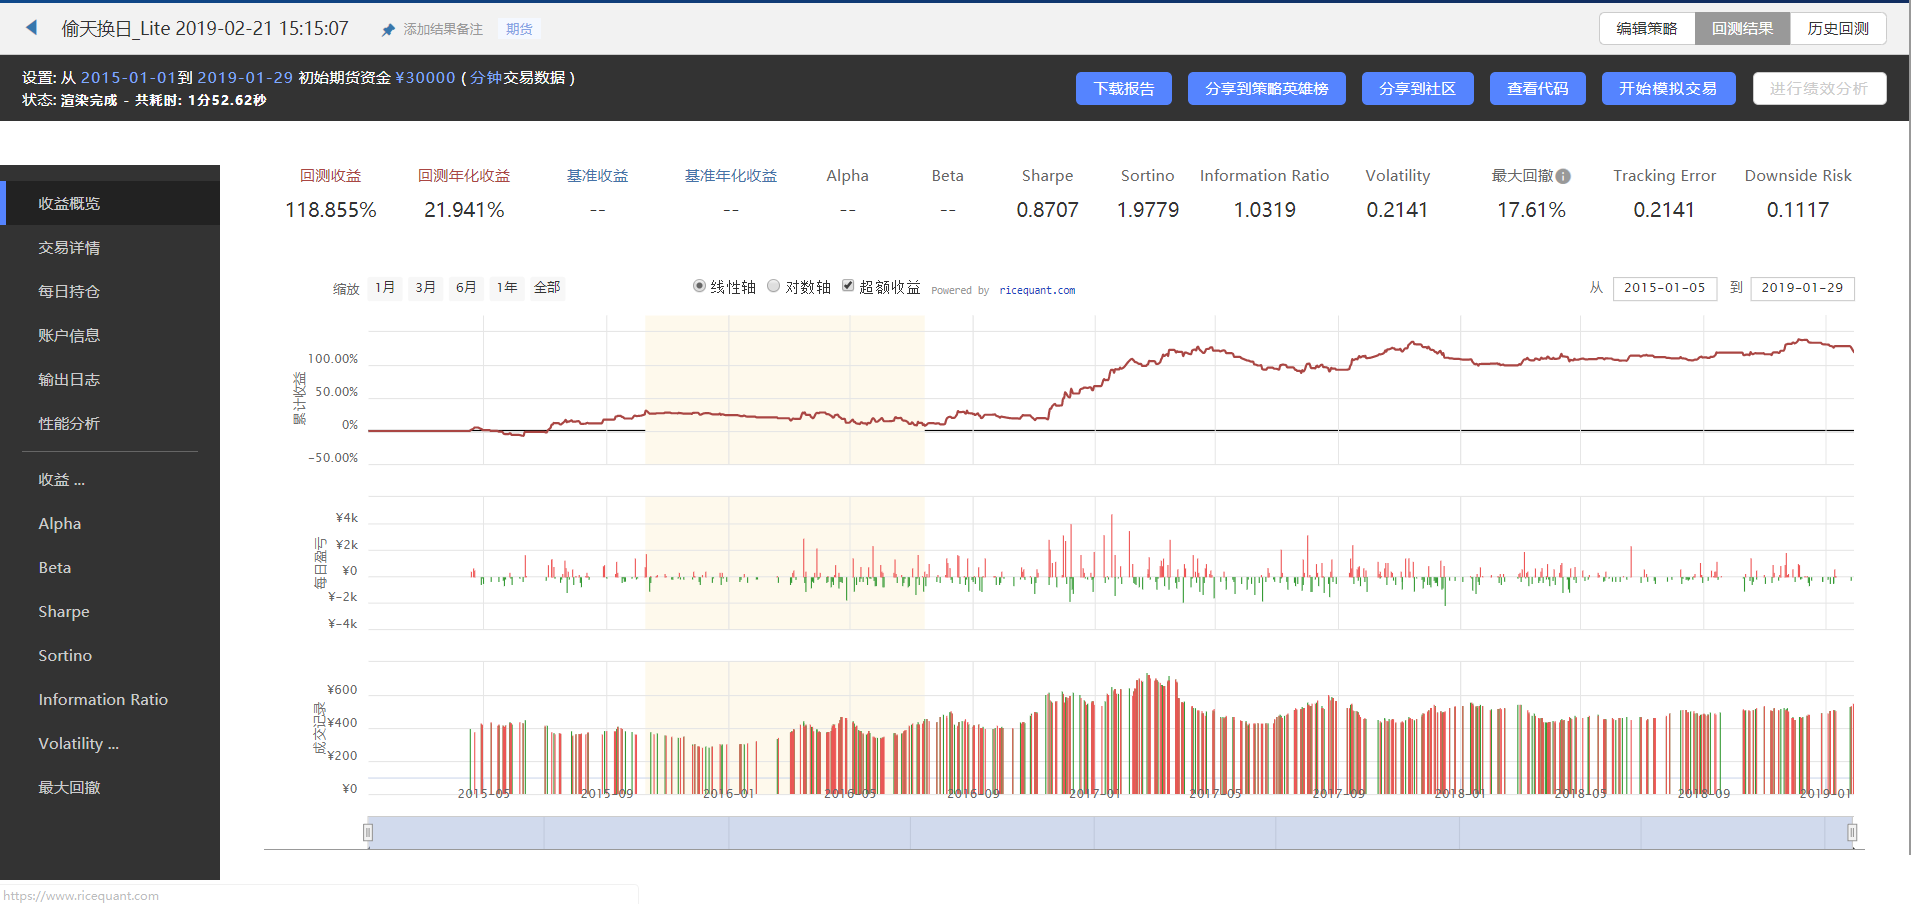 偷天换日_Lite 2019-02-21 15:15:07
添加结果备注
期货
编辑策略
回测结果
历史回测
设置: 从 2015-01-01到 2019-01-29 初始期货资金 ¥30000 ( 分钟交易数据 )
状态: 渲染完成 - 共耗时: 1分52.62秒
下载报告
分享到策略英雄榜
分享到社区
查看代码
开始模拟交易
进行绩效分析
收益概览
交易详情
每日持仓
账户信息
输出日志
性能分析
收益 ...
Alpha
Beta
Sharpe
Sortino
Information Ratio
Volatility ...
最大回撤
回测收益 回测年化收益 基准收益 基准年化收益 Alpha Beta Sharpe Sortino Information Ratio Volatility 最大回撤 Tracking Error Downside Risk
118.855% 21.941% -- -- -- -- 0.8707 1.9779 1.0319 0.2141 17.61% 0.2141 0.1117
缩放 1月 3月 6月 1年 全部
线性轴 对数轴 超额收益 Powered by ricequant.com
从 2015-01-05 到 2019-01-29
累计收益
100.00%
50.00%
0%
-50.00%
每日盈亏
¥4k
¥2k
¥0
¥-2k
¥-4k
成交记录
¥600
¥400
¥200
¥0
2015-05 2015-09 2016-01 2016-05 2016-09 2017-01 2017-05 2017-09 2018-01 2018-05 2018-09 2019-01
https://www.ricequant.com